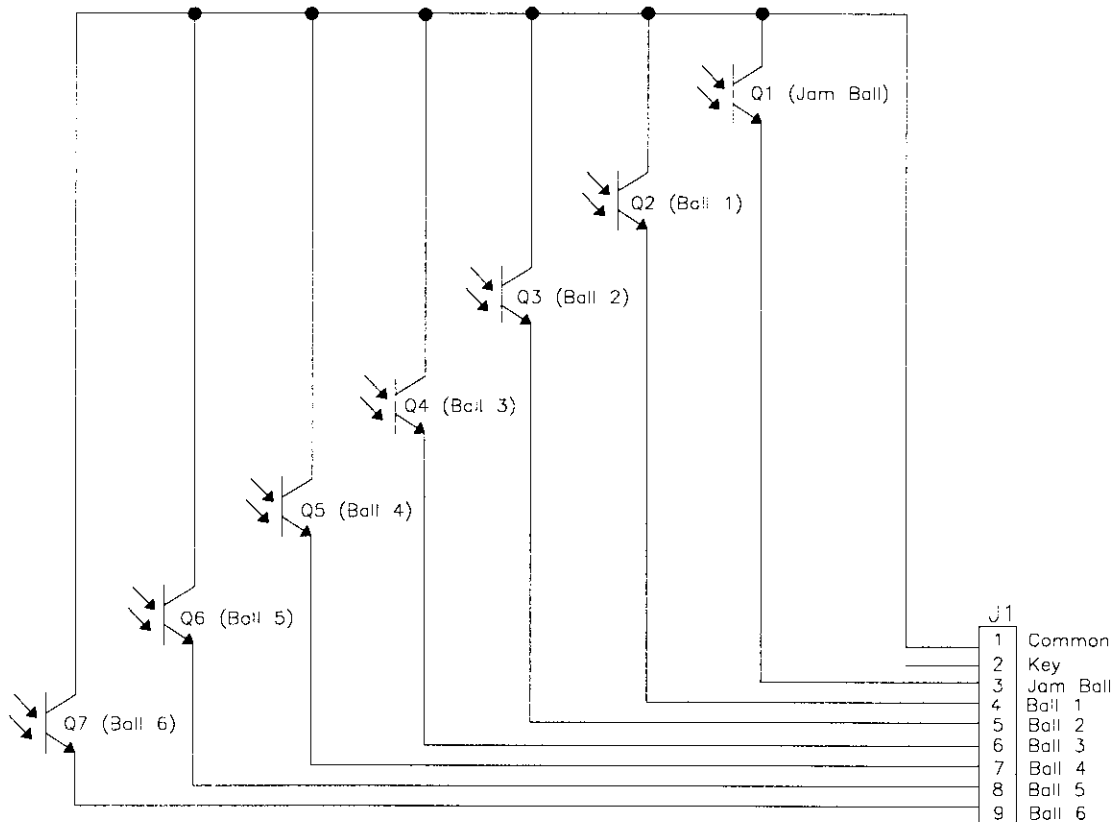 Q1 (Jam Ball)
Q2 (Ball 1)
Q3 (Ball 2)
Q4 (Ball 3)
Q5 (Ball 4)
Q6 (Ball 5)
Q7 (Ball 6)
J1
1 Common
2 Key
3 Jam Ball
4 Ball 1
5 Ball 2
6 Ball 3
7 Ball 4
8 Ball 5
9 Ball 6